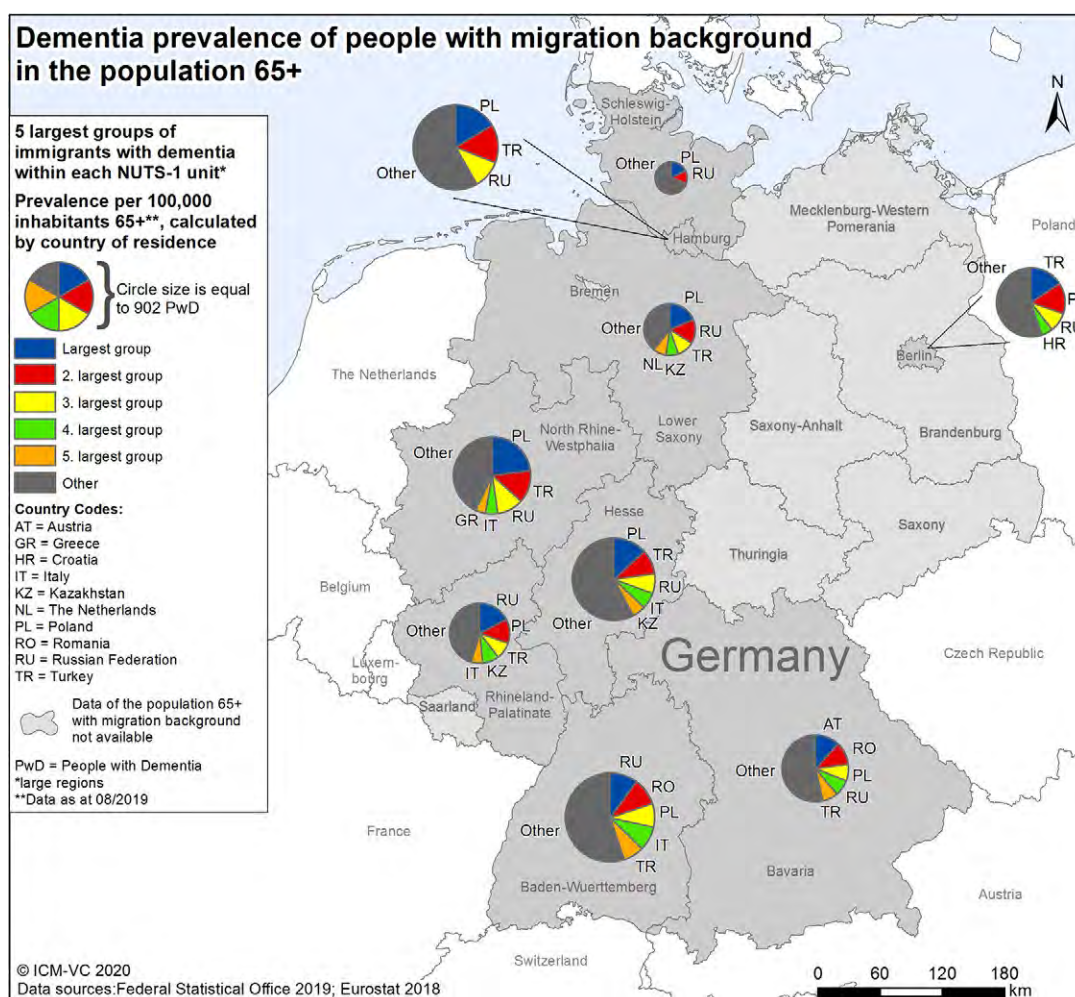 Dementia prevalence of people with migration background
in the population 65+
N
5 largest groups of
immigrants with dementia
within each NUTS-1 unit*
Prevalence per 100,000
inhabitants 65+**, calculated
by country of residence
Circle size is equal
to 902 PwD
Largest group
2. largest group
3. largest group
4. largest group
5. largest group
Other
Country Codes:
AT = Austria
GR = Greece
HR = Croatia
IT = Italy
KZ = Kazakhstan
NL = The Netherlands
PL = Poland
RO = Romania
RU = Russian Federation
TR = Turkey
Data of the population 65+
with migration background
not available
PwD = People with Dementia
*large regions
**Data as at 08/2019
Schleswig-
Holstein
PL
TR
RU
Other
Other
PL
RU
Hamburg
Mecklenburg-Western
Pomerania
Poland
Other
TR
P
RU
HR
Berlin
Bremen
PL
Other
RU
TR
KZ
NL
The Netherlands
North Rhine-
Westphalia
Lower
Saxony
Saxony-Anhalt
Brandenburg
Other
PL
TR
RU
IT
GR
Hesse
PL
TR
RU
IT
KZ
Other
Thuringia
Saxony
Belgium
RU
Other
PL
TR
KZ
IT
Germany
Czech Republic
Luxem-
bourg
Saarland
Rhineland-
Palatinate
AT
RO
Other
PL
RU
TR
RU
RO
PL
Other
IT
TR
France
Baden-Wuerttemberg
Bavaria
Austria
Switzerland
© ICM-VC 2020
Data sources:Federal Statistical Office 2019; Eurostat 2018
0 60 120 180
km